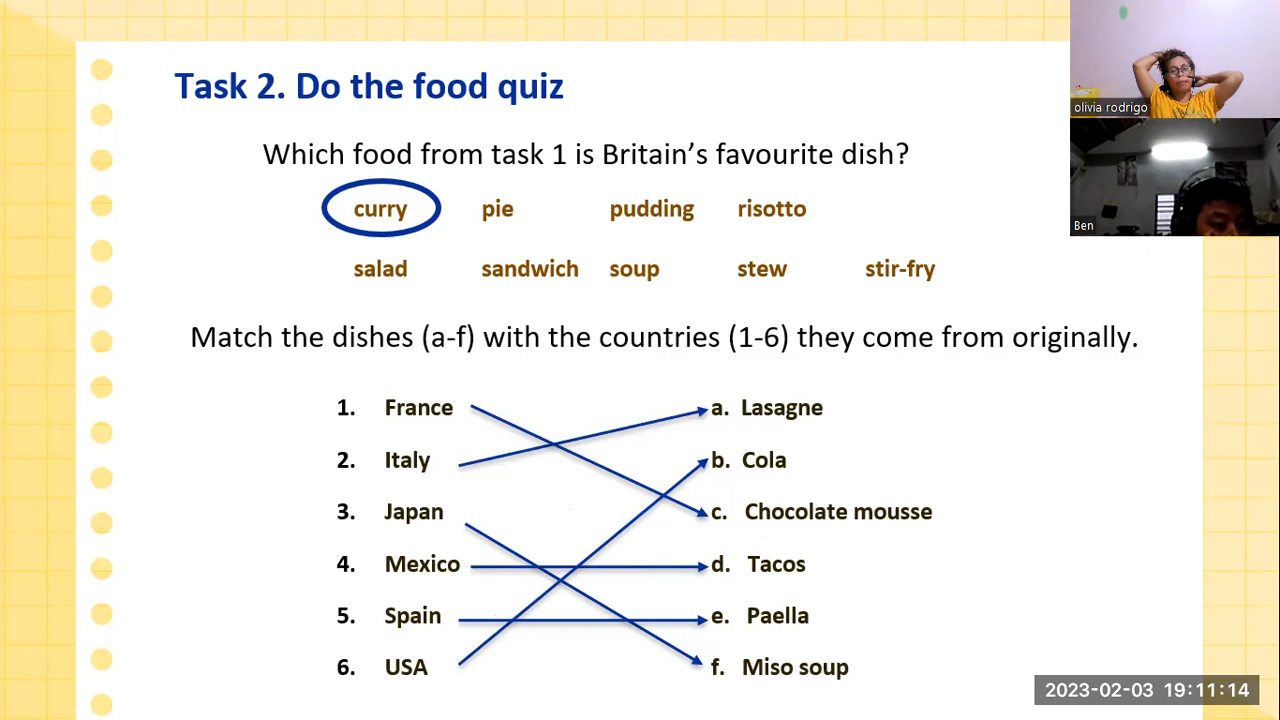 Task 2. Do the food quiz
olivia rodrigo
Which food from task 1 is Britain’s favourite dish?
curry pie pudding risotto
Ben
salad sandwich soup stew stir-fry
Match the dishes (a-f) with the countries (1-6) they come from originally.
1. France a. Lasagne
2. Italy b. Cola
3. Japan c. Chocolate mousse
4. Mexico d. Tacos
5. Spain e. Paella
6. USA f. Miso soup
2023-02-03 19:11:14